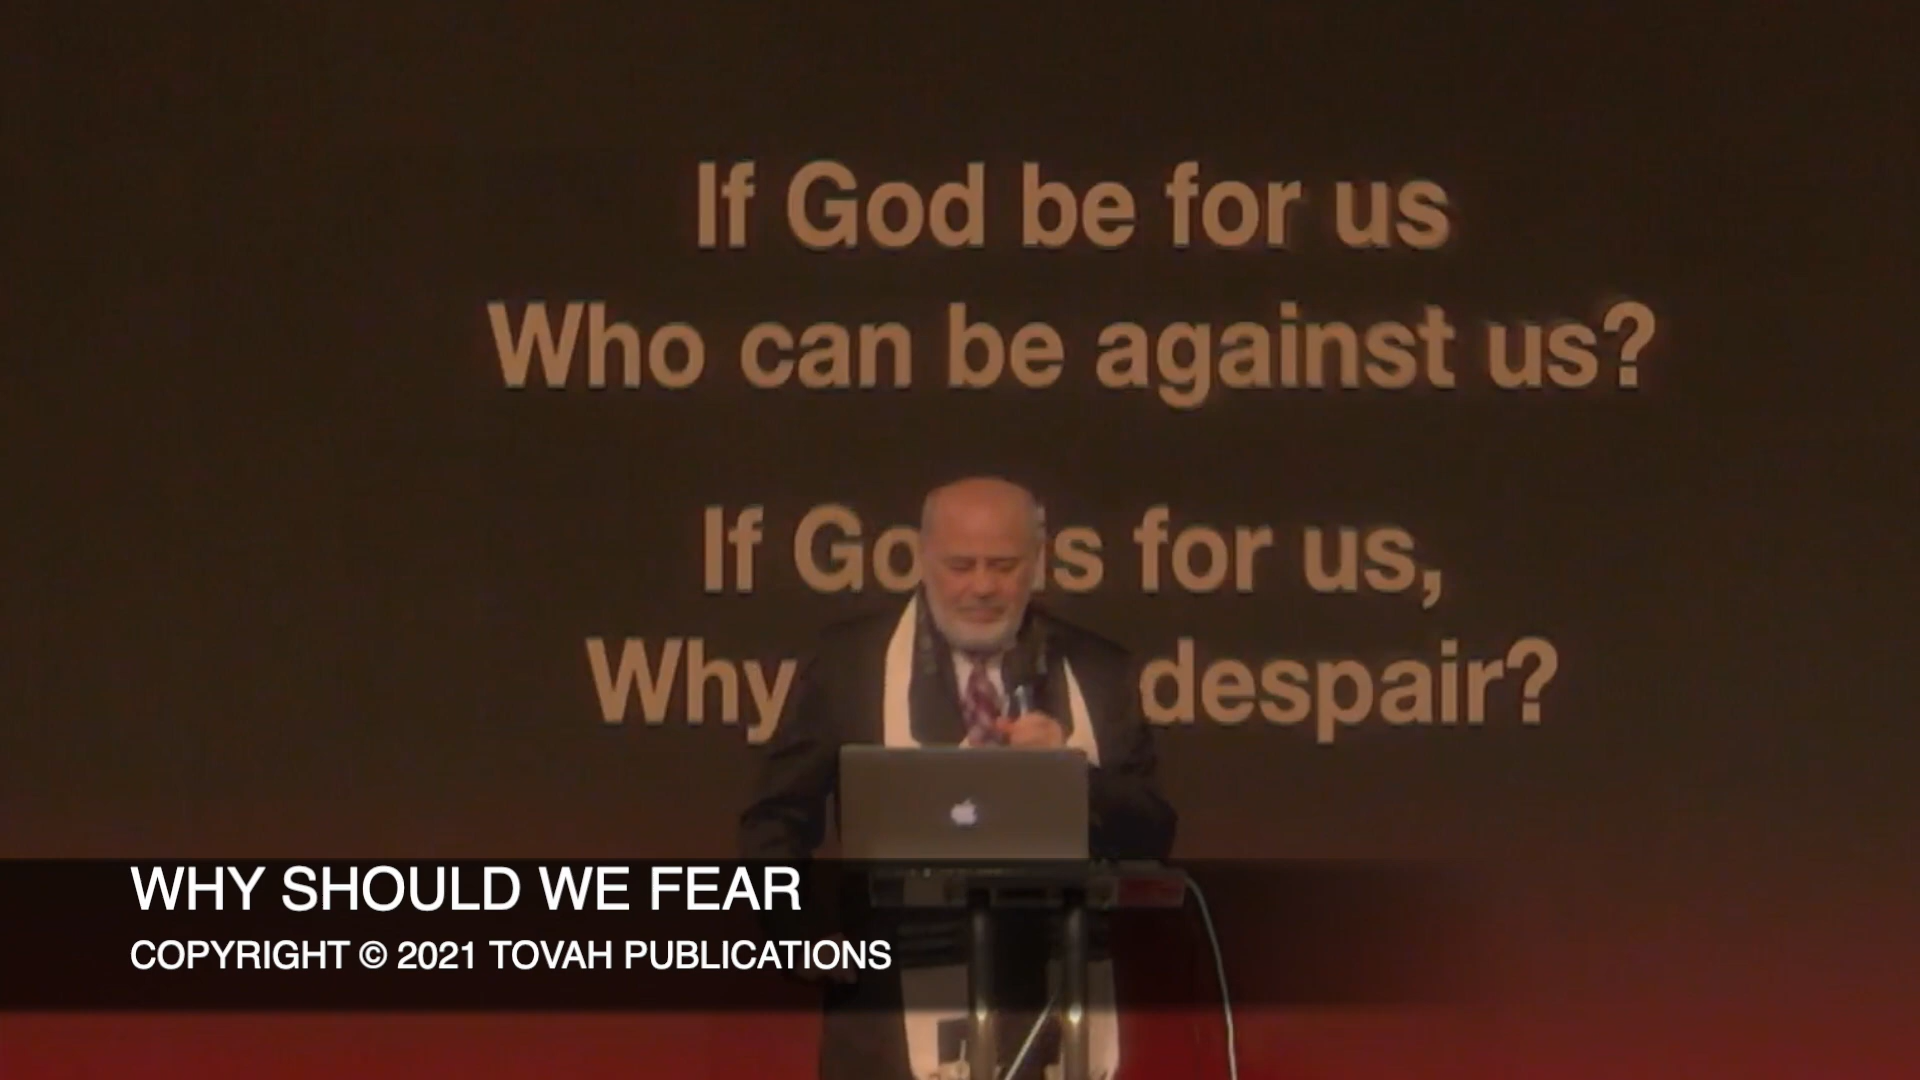 If God be for us
Who can be against us?
If Go is for us,
Why despair?
WHY SHOULD WE FEAR
COPYRIGHT © 2021 TOVAH PUBLICATIONS